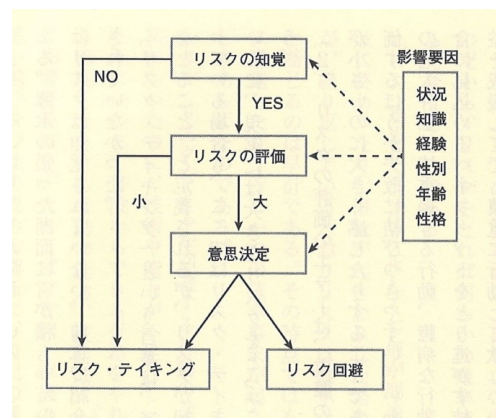 リスクの知覚
影響要因
NO
YES
状況
知識
経験
性別
年齢
性格
リスクの評価
小
大
意思決定
リスク・テイキング
リスク回避